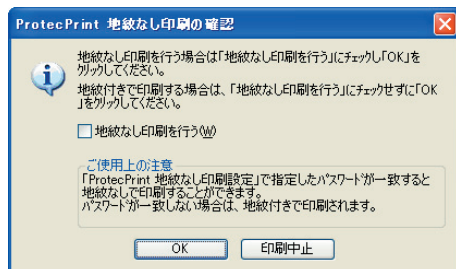 ProtecPrint 地紋なし印刷の確認
地紋なし印刷を行う場合は「地紋なし印刷を行う」にチェックし「OK」を
クリックしてください。
地紋付きで印刷する場合は、「地紋なし印刷を行う」にチェックせずに「OK
」をクリックしてください。
地紋なし印刷を行う(W)
ご使用上の注意
「ProtecPrint 地紋なし印刷設定」で指定したパスワードが一致すると
地紋なしで印刷することができます。
パスワードが一致しない場合は、地紋付きで印刷されます。
OK 印刷中止